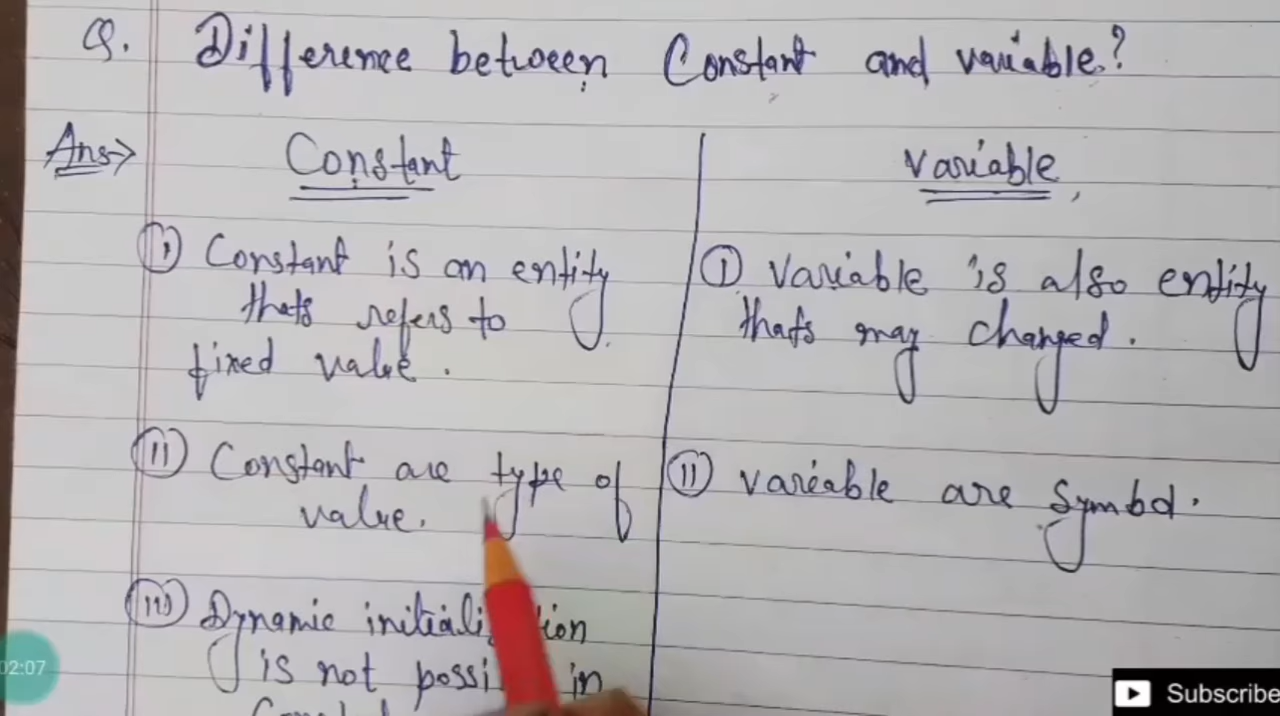 Q. Difference between Constant and variable?
Ans→
Constant
(i) Constant is an entity
thats refers to
fixed value.
(ii) Constant are type of
value.
(iii) Dynamic initialization
is not possi in
variable
(i) variable is also entity
thats may changed.
(ii) variable are symbol.
02:07
Subscribe